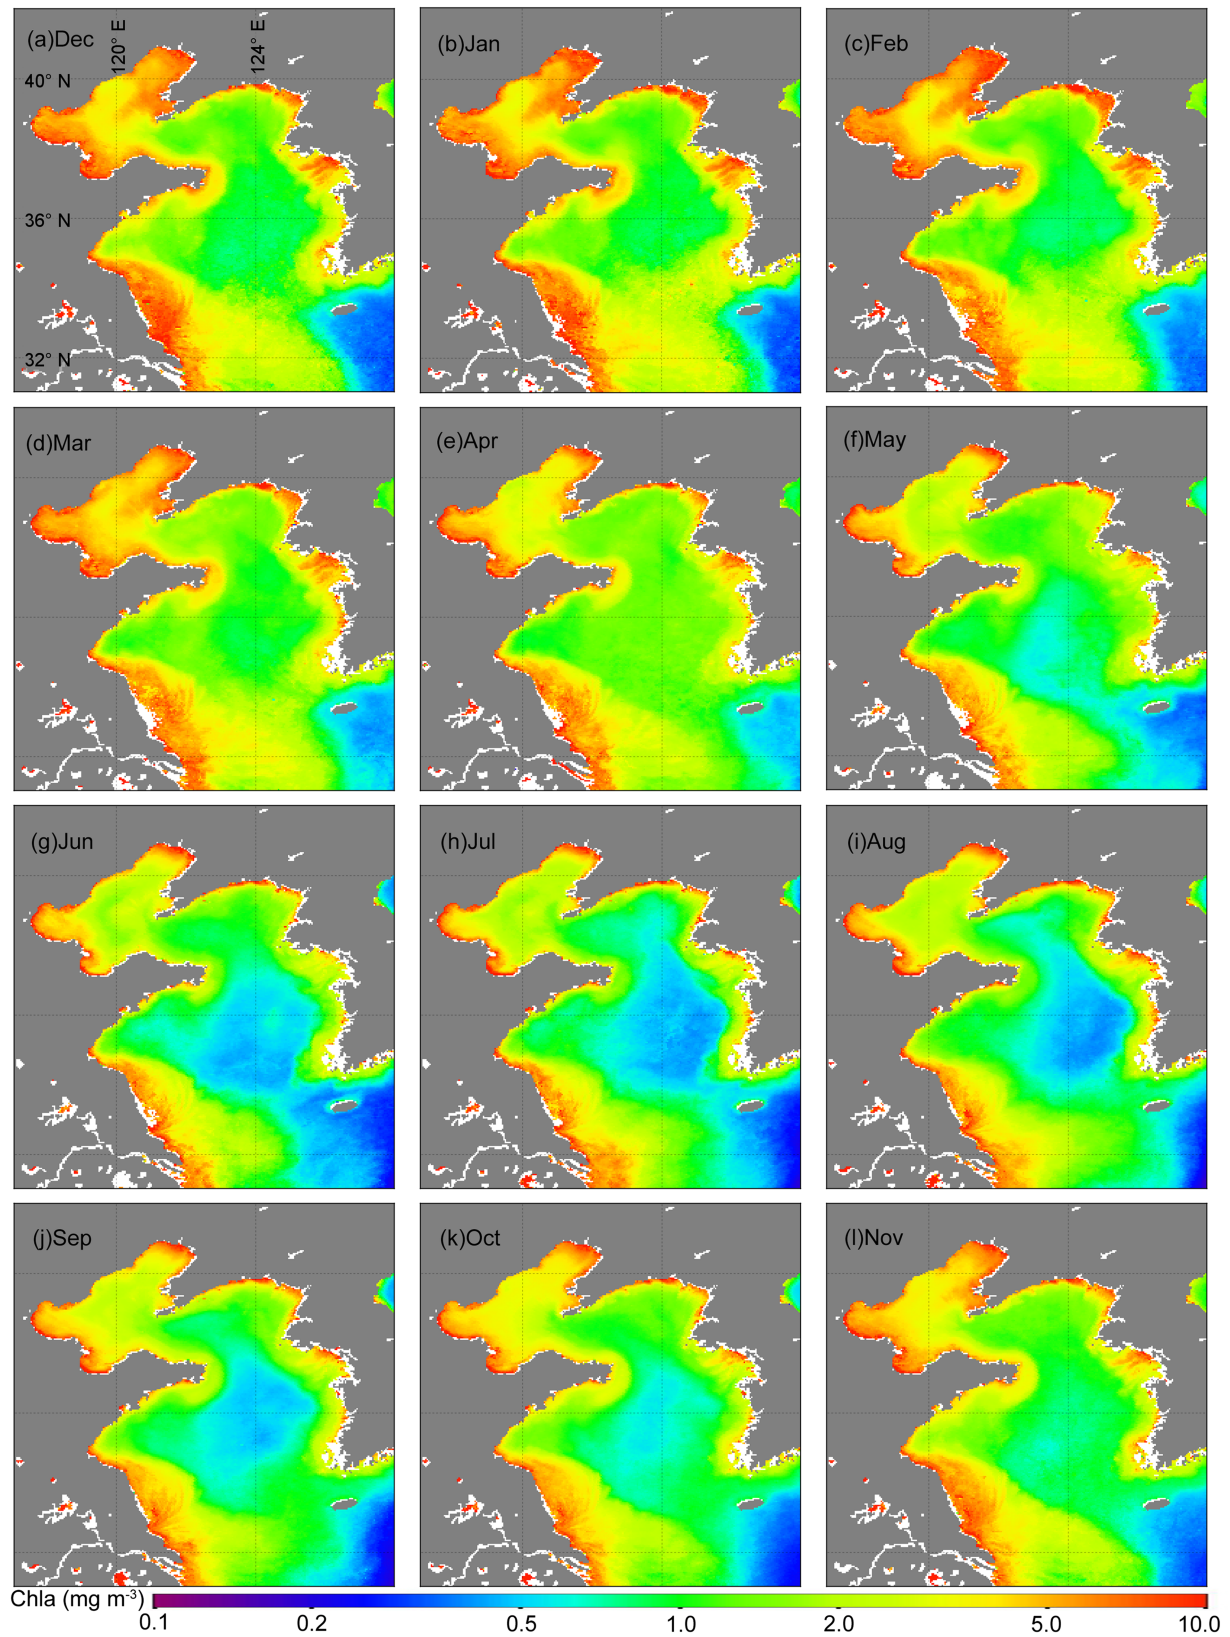 (a)Dec
120° E
124° E
40° N
36° N
32° N
(b)Jan
(c)Feb
(d)Mar
(e)Apr
(f)May
(g)Jun
(h)Jul
(i)Aug
(j)Sep
(k)Oct
(l)Nov
Chla (mg m-3)
0.1 0.2 0.5 1.0 2.0 5.0 10.0